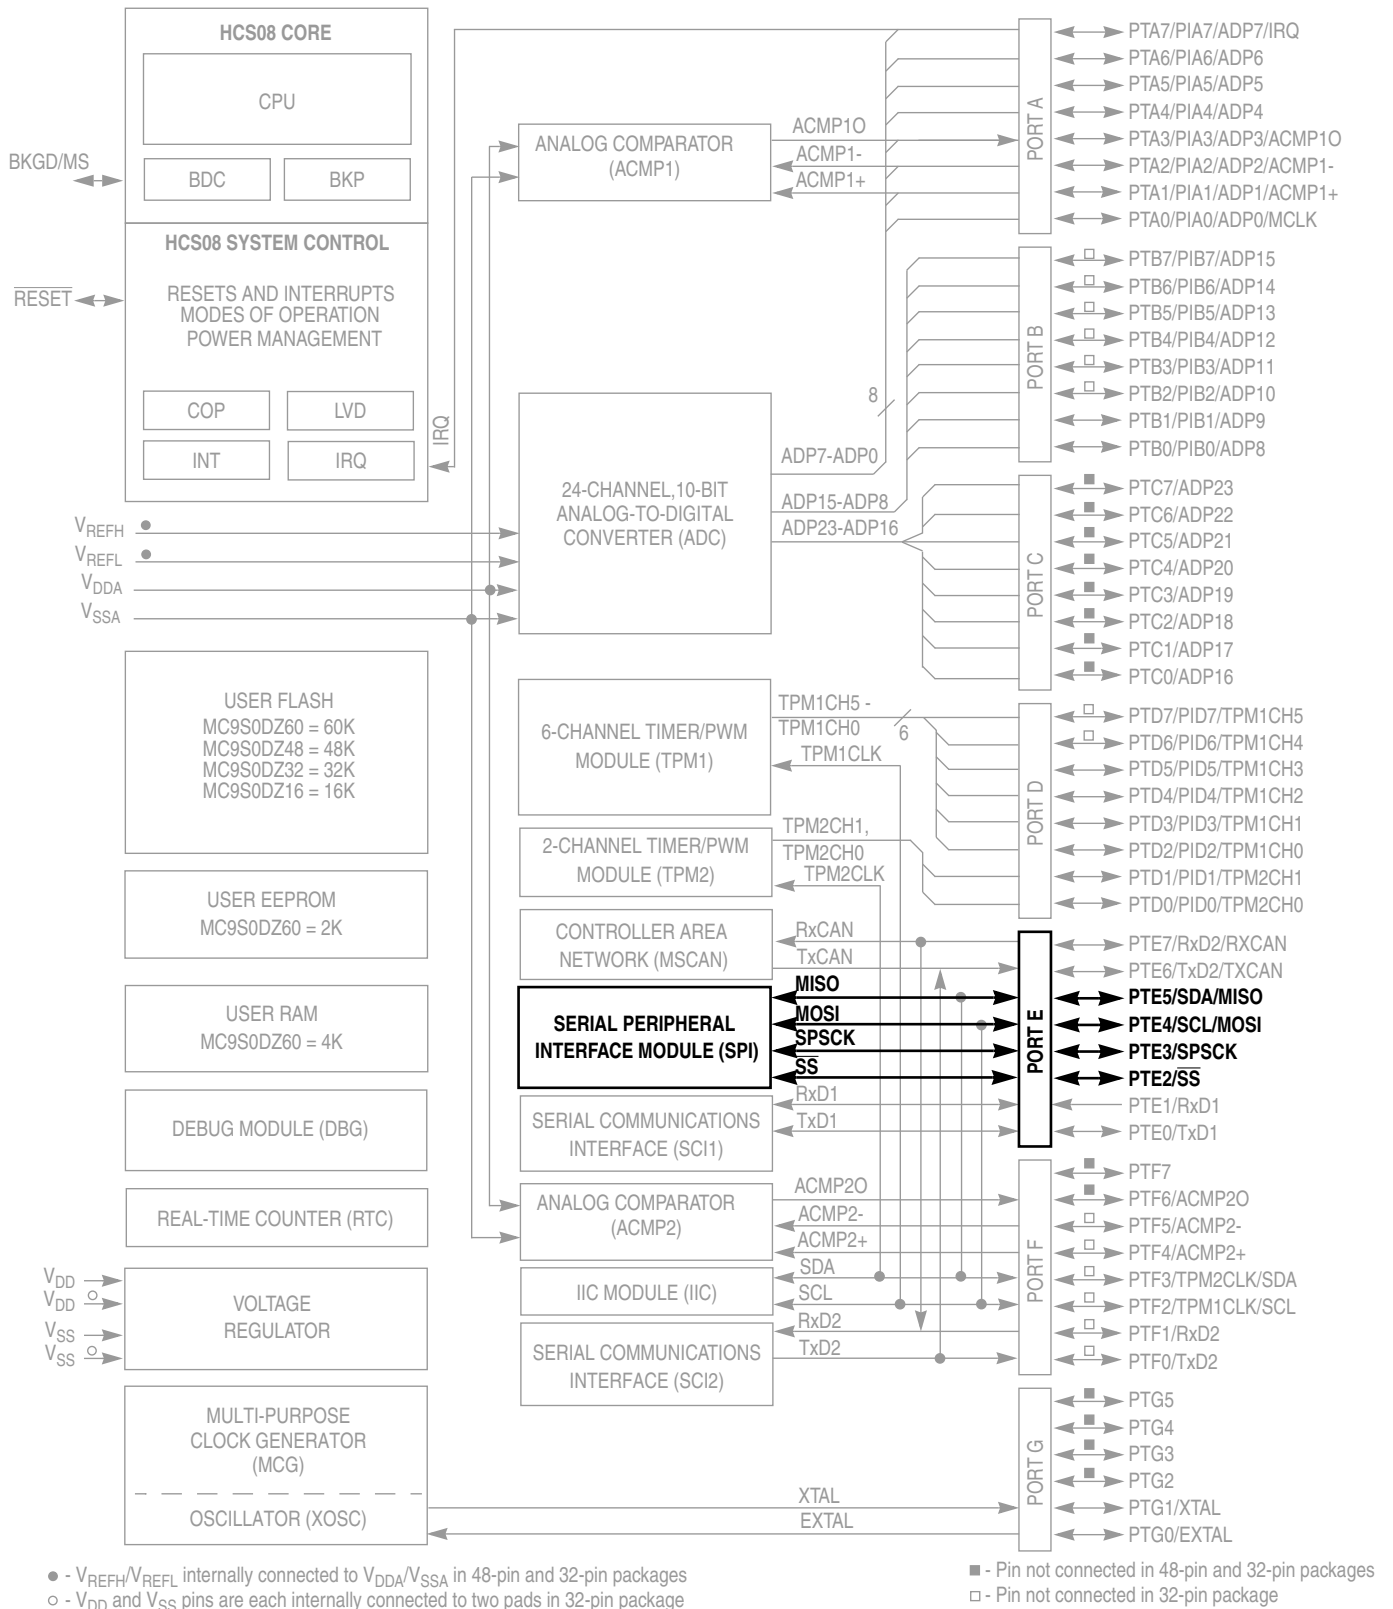 HCS08 CORE
CPU
BDC
BKP
BKGD/MS
HCS08 SYSTEM CONTROL
RESETS AND INTERRUPTS
MODES OF OPERATION
POWER MANAGEMENT
RESET
COP
LVD
INT
IRQ
IRQ
VREFH
VREFL
VDDA
VSSA
USER FLASH
MC9S0DZ60 = 60K
MC9S0DZ48 = 48K
MC9S0DZ32 = 32K
MC9S0DZ16 = 16K
USER EEPROM
MC9S0DZ60 = 2K
USER RAM
MC9S0DZ60 = 4K
DEBUG MODULE (DBG)
REAL-TIME COUNTER (RTC)
VDD
VDD
VSS
VSS
VOLTAGE
REGULATOR
MULTI-PURPOSE
CLOCK GENERATOR
(MCG)
OSCILLATOR (XOSC)
ANALOG COMPARATOR
(ACMP1)
ACMP1O
ACMP1-
ACMP1+
24-CHANNEL,10-BIT
ANALOG-TO-DIGITAL
CONVERTER (ADC)
8
ADP7-ADP0
ADP15-ADP8
ADP23-ADP16
6-CHANNEL TIMER/PWM
MODULE (TPM1)
TPM1CH5 -
TPM1CH0
6
TPM1CLK
2-CHANNEL TIMER/PWM
MODULE (TPM2)
TPM2CH1,
TPM2CH0
TPM2CLK
CONTROLLER AREA
NETWORK (MSCAN)
RxCAN
TxCAN
SERIAL PERIPHERAL
INTERFACE MODULE (SPI)
MISO
MOSI
SPSCK
SS
SERIAL COMMUNICATIONS
INTERFACE (SCI1)
RxD1
TxD1
ANALOG COMPARATOR
(ACMP2)
ACMP2O
ACMP2-
ACMP2+
IIC MODULE (IIC)
SDA
SCL
SERIAL COMMUNICATIONS
INTERFACE (SCI2)
RxD2
TxD2
XTAL
EXTAL
PORT A
PTA7/PIA7/ADP7/IRQ
PTA6/PIA6/ADP6
PTA5/PIA5/ADP5
PTA4/PIA4/ADP4
PTA3/PIA3/ADP3/ACMP1O
PTA2/PIA2/ADP2/ACMP1-
PTA1/PIA1/ADP1/ACMP1+
PTA0/PIA0/ADP0/MCLK
PORT B
PTB7/PIB7/ADP15
PTB6/PIB6/ADP14
PTB5/PIB5/ADP13
PTB4/PIB4/ADP12
PTB3/PIB3/ADP11
PTB2/PIB2/ADP10
PTB1/PIB1/ADP9
PTB0/PIB0/ADP8
PORT C
PTC7/ADP23
PTC6/ADP22
PTC5/ADP21
PTC4/ADP20
PTC3/ADP19
PTC2/ADP18
PTC1/ADP17
PTC0/ADP16
PORT D
PTD7/PID7/TPM1CH5
PTD6/PID6/TPM1CH4
PTD5/PID5/TPM1CH3
PTD4/PID4/TPM1CH2
PTD3/PID3/TPM1CH1
PTD2/PID2/TPM1CH0
PTD1/PID1/TPM2CH1
PTD0/PID0/TPM2CH0
PORT E
PTE7/RxD2/RXCAN
PTE6/TxD2/TXCAN
PTE5/SDA/MISO
PTE4/SCL/MOSI
PTE3/SPSCK
PTE2/SS
PTE1/RxD1
PTE0/TxD1
PORT F
PTF7
PTF6/ACMP2O
PTF5/ACMP2-
PTF4/ACMP2+
PTF3/TPM2CLK/SDA
PTF2/TPM1CLK/SCL
PTF1/RxD2
PTF0/TxD2
PORT G
PTG5
PTG4
PTG3
PTG2
PTG1/XTAL
PTG0/EXTAL
● - VREFH/VREFL internally connected to VDDA/VSSA in 48-pin and 32-pin packages
○ - VDD and VSS pins are each internally connected to two pads in 32-pin package
■ - Pin not connected in 48-pin and 32-pin packages
□ - Pin not connected in 32-pin package